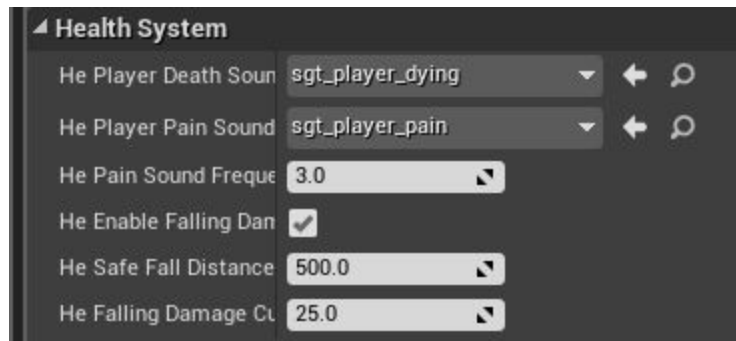 Health System
He Player Death Soun sgt_player_dying
He Player Pain Sound sgt_player_pain
He Pain Sound Freque 3.0
He Enable Falling Dam
He Safe Fall Distance 500.0
He Falling Damage Cu 25.0